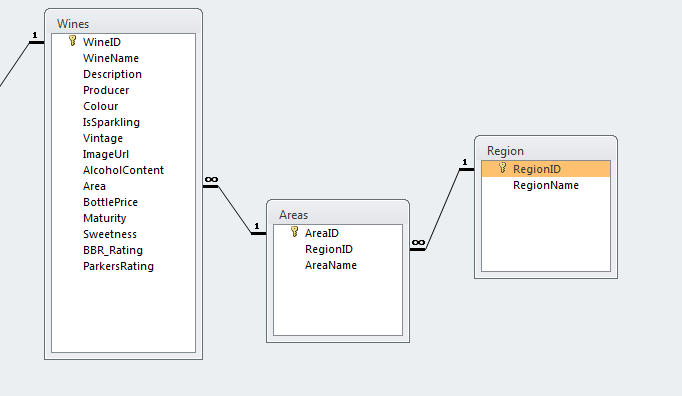 Wines
WineID
WineName
Description
Producer
Colour
IsSparkling
Vintage
ImageUrl
AlcoholContent
Area
BottlePrice
Maturity
Sweetness
BBR_Rating
ParkersRating
1
∞
1
Areas
AreaID
RegionID
AreaName
∞
1
Region
RegionID
RegionName